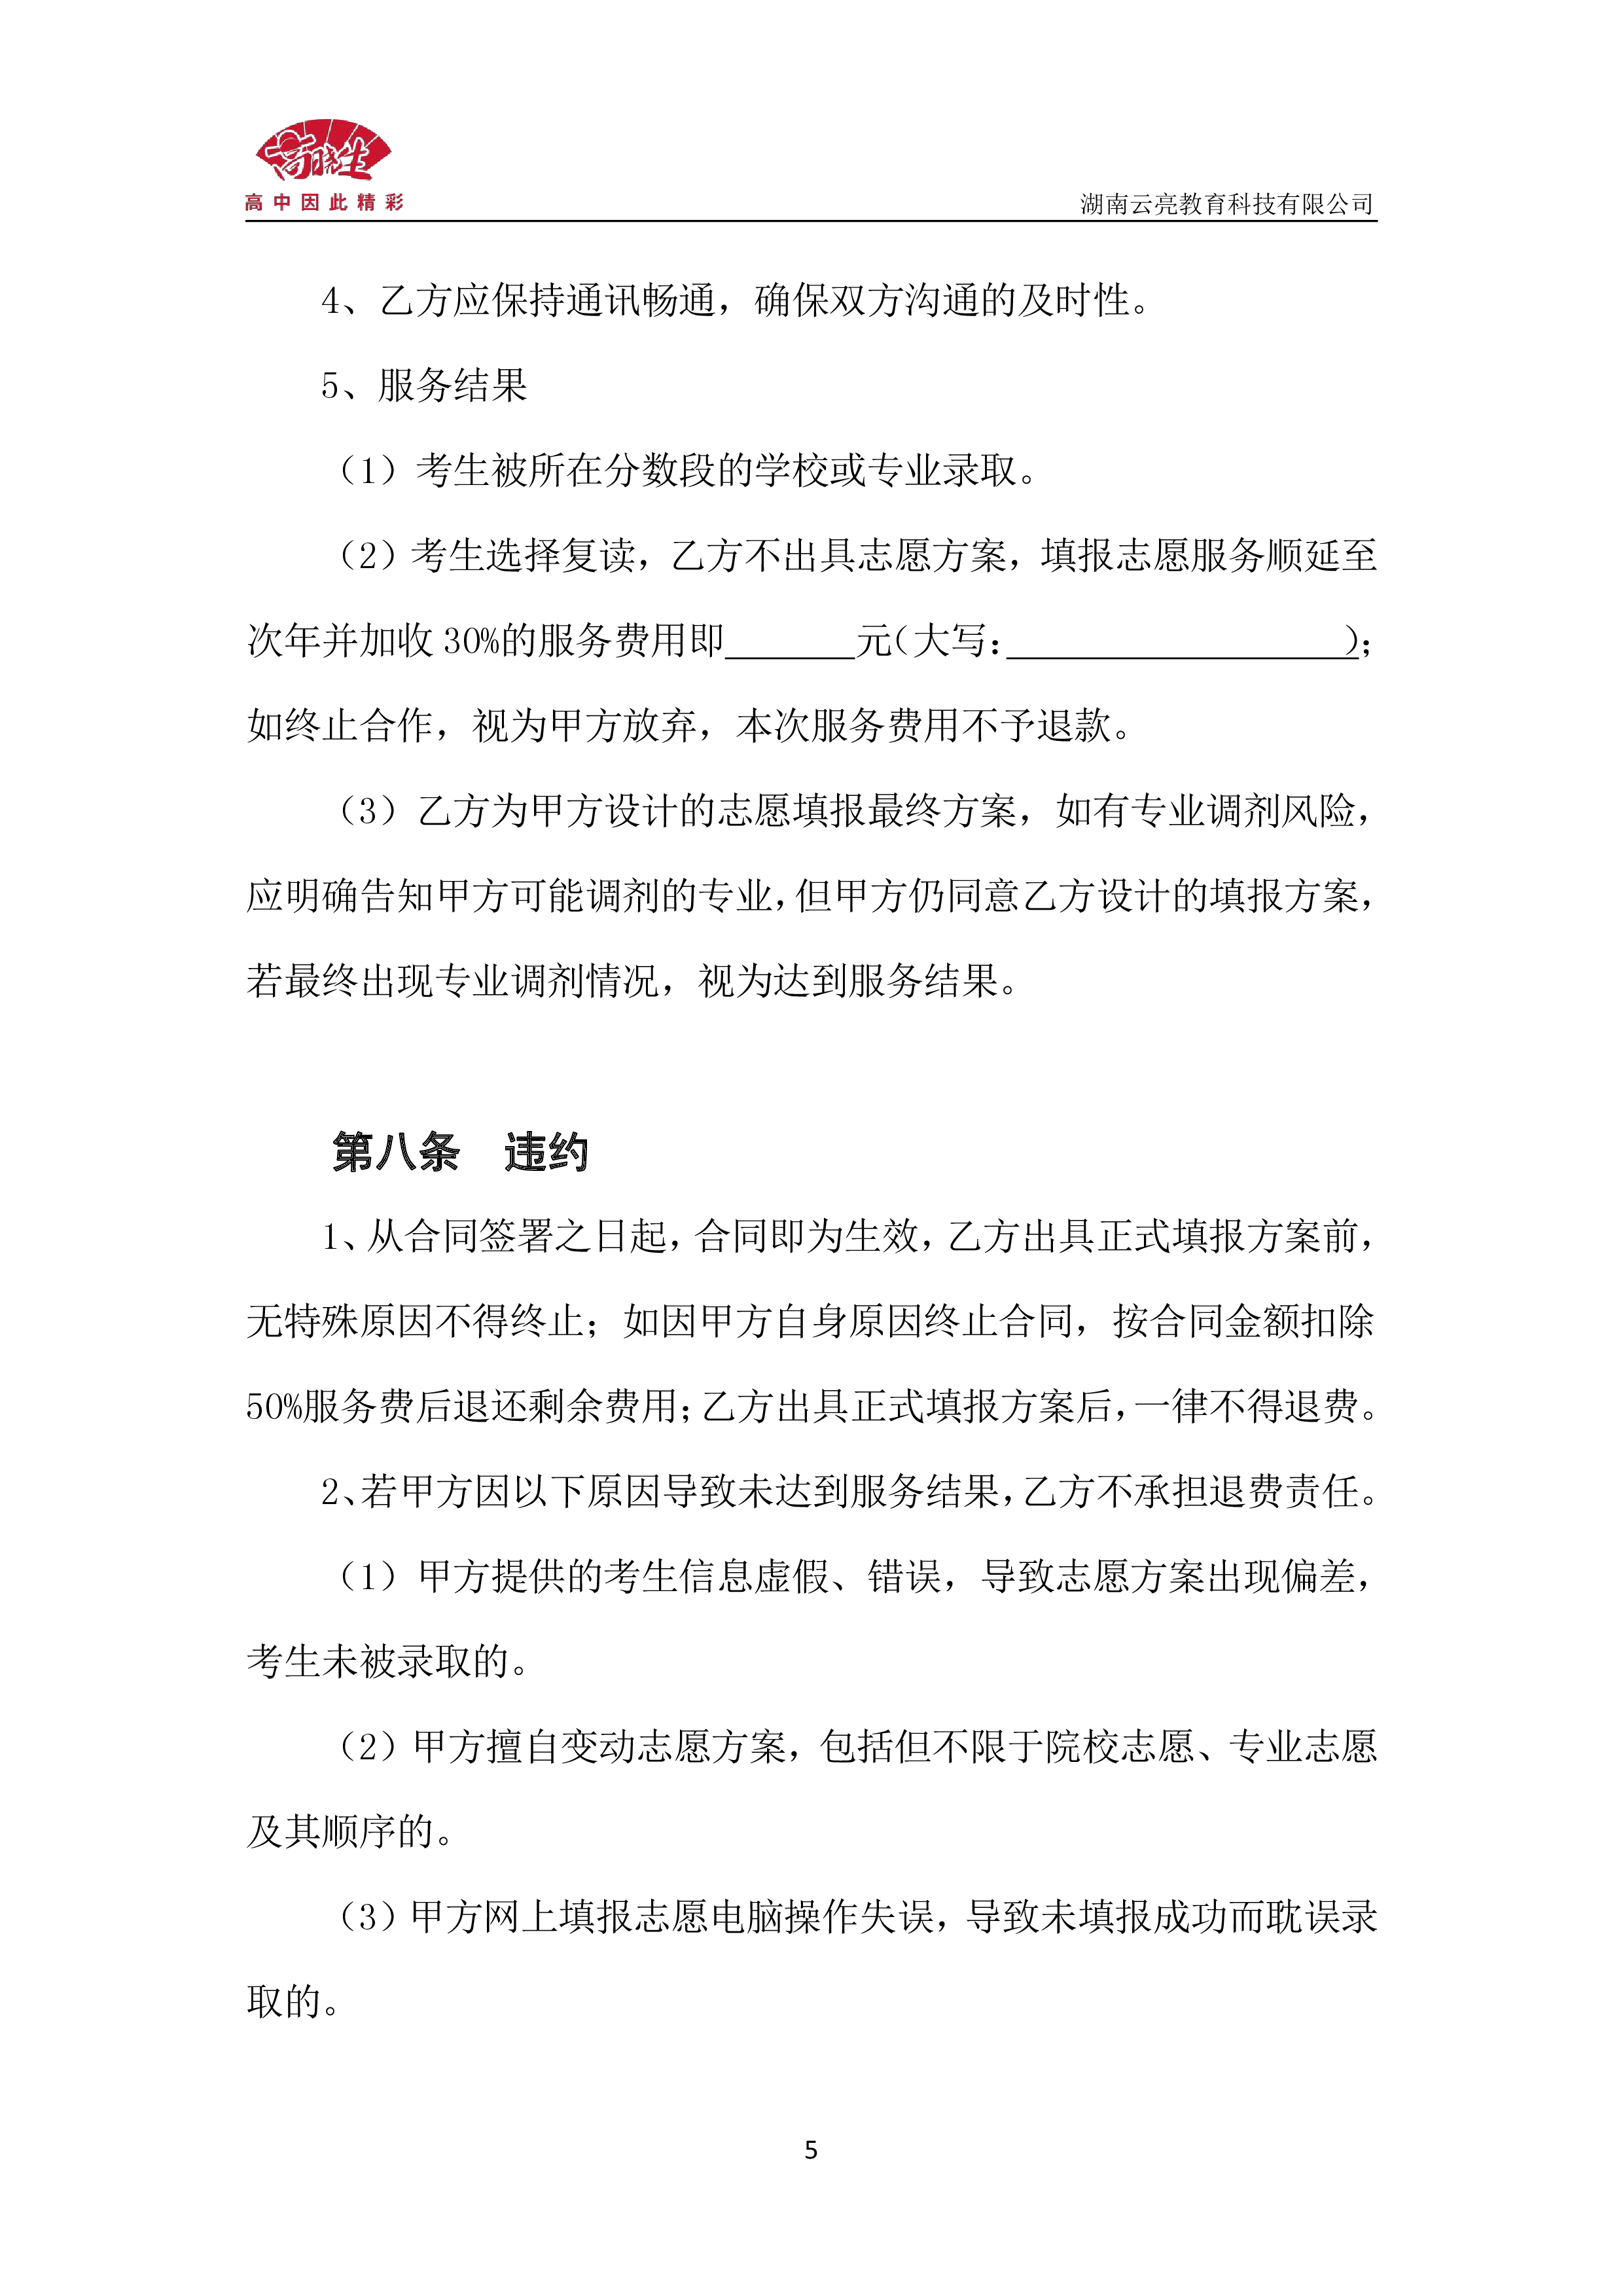 高晓生
高中因此精彩
湖南云亮教育科技有限公司
4、乙方应保持通讯畅通，确保双方沟通的及时性。
5、服务结果
（1）考生被所在分数段的学校或专业录取。
（2）考生选择复读，乙方不出具志愿方案，填报志愿服务顺延至
次年并加收 30%的服务费用即______元（大写：________________）；
如终止合作，视为甲方放弃，本次服务费用不予退款。
（3）乙方为甲方设计的志愿填报最终方案，如有专业调剂风险，
应明确告知甲方可能调剂的专业，但甲方仍同意乙方设计的填报方案，
若最终出现专业调剂情况，视为达到服务结果。
第八条　违约
1、从合同签署之日起，合同即为生效，乙方出具正式填报方案前，
无特殊原因不得终止；如因甲方自身原因终止合同，按合同金额扣除
50%服务费后退还剩余费用；乙方出具正式填报方案后，一律不得退费。
2、若甲方因以下原因导致未达到服务结果，乙方不承担退费责任。
（1）甲方提供的考生信息虚假、错误，导致志愿方案出现偏差，
考生未被录取的。
（2）甲方擅自变动志愿方案，包括但不限于院校志愿、专业志愿
及其顺序的。
（3）甲方网上填报志愿电脑操作失误，导致未填报成功而耽误录
取的。
5